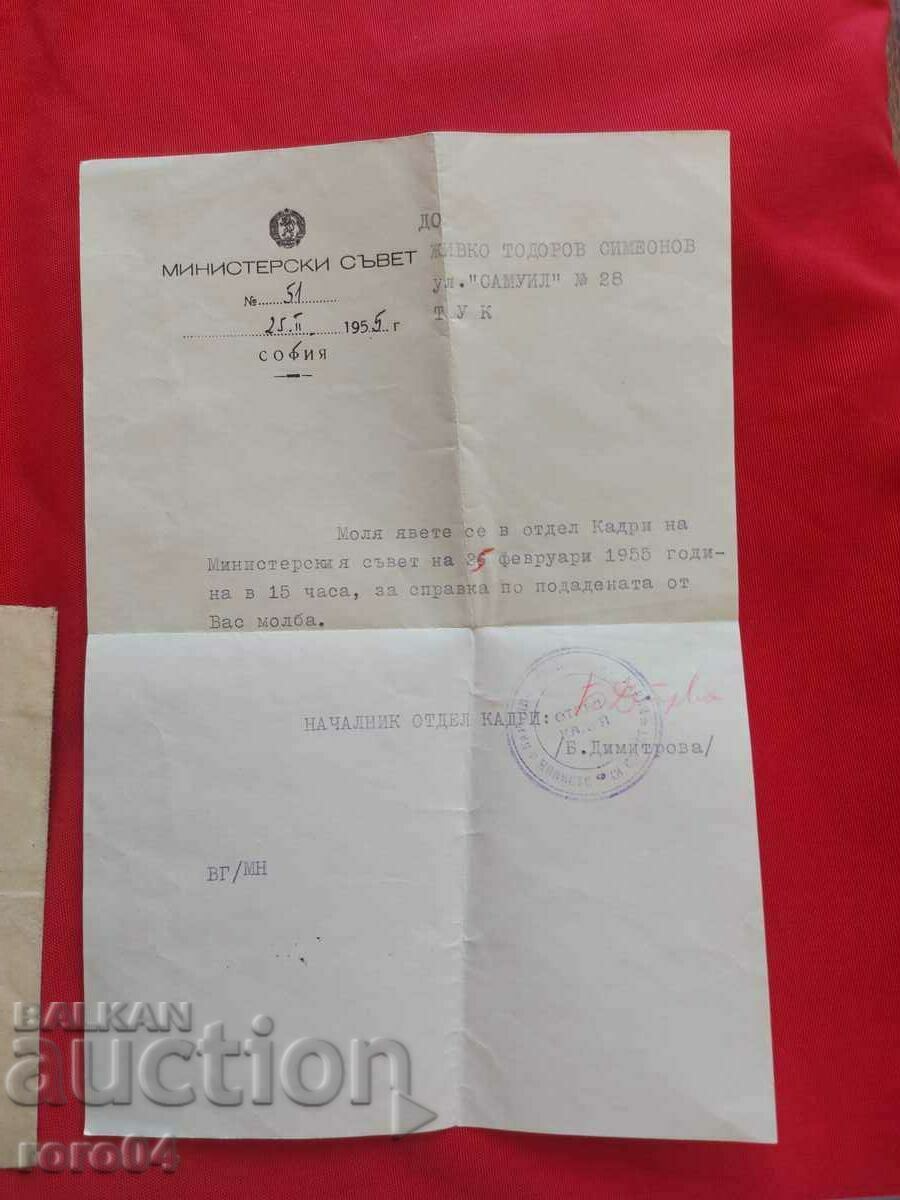 МИНИСТЕРСКИ СЪВЕТ
№ 51
25.II. 1955 г
СОФИЯ
ДО
ЖИВКО ТОДОРОВ СИМЕОНОВ
ул. "САМУИЛ" № 28
Т У К
Моля явете се в отдел Кадри на
Министерския съвет на 25 февруари 1955 годи-
на в 15 часа, за справка по подадената от
Вас молба.
НАЧАЛНИК ОТДЕЛ КАДРИ:
/Б.Димитрова/
ВГ/МН
BALKAN
auction
roro04